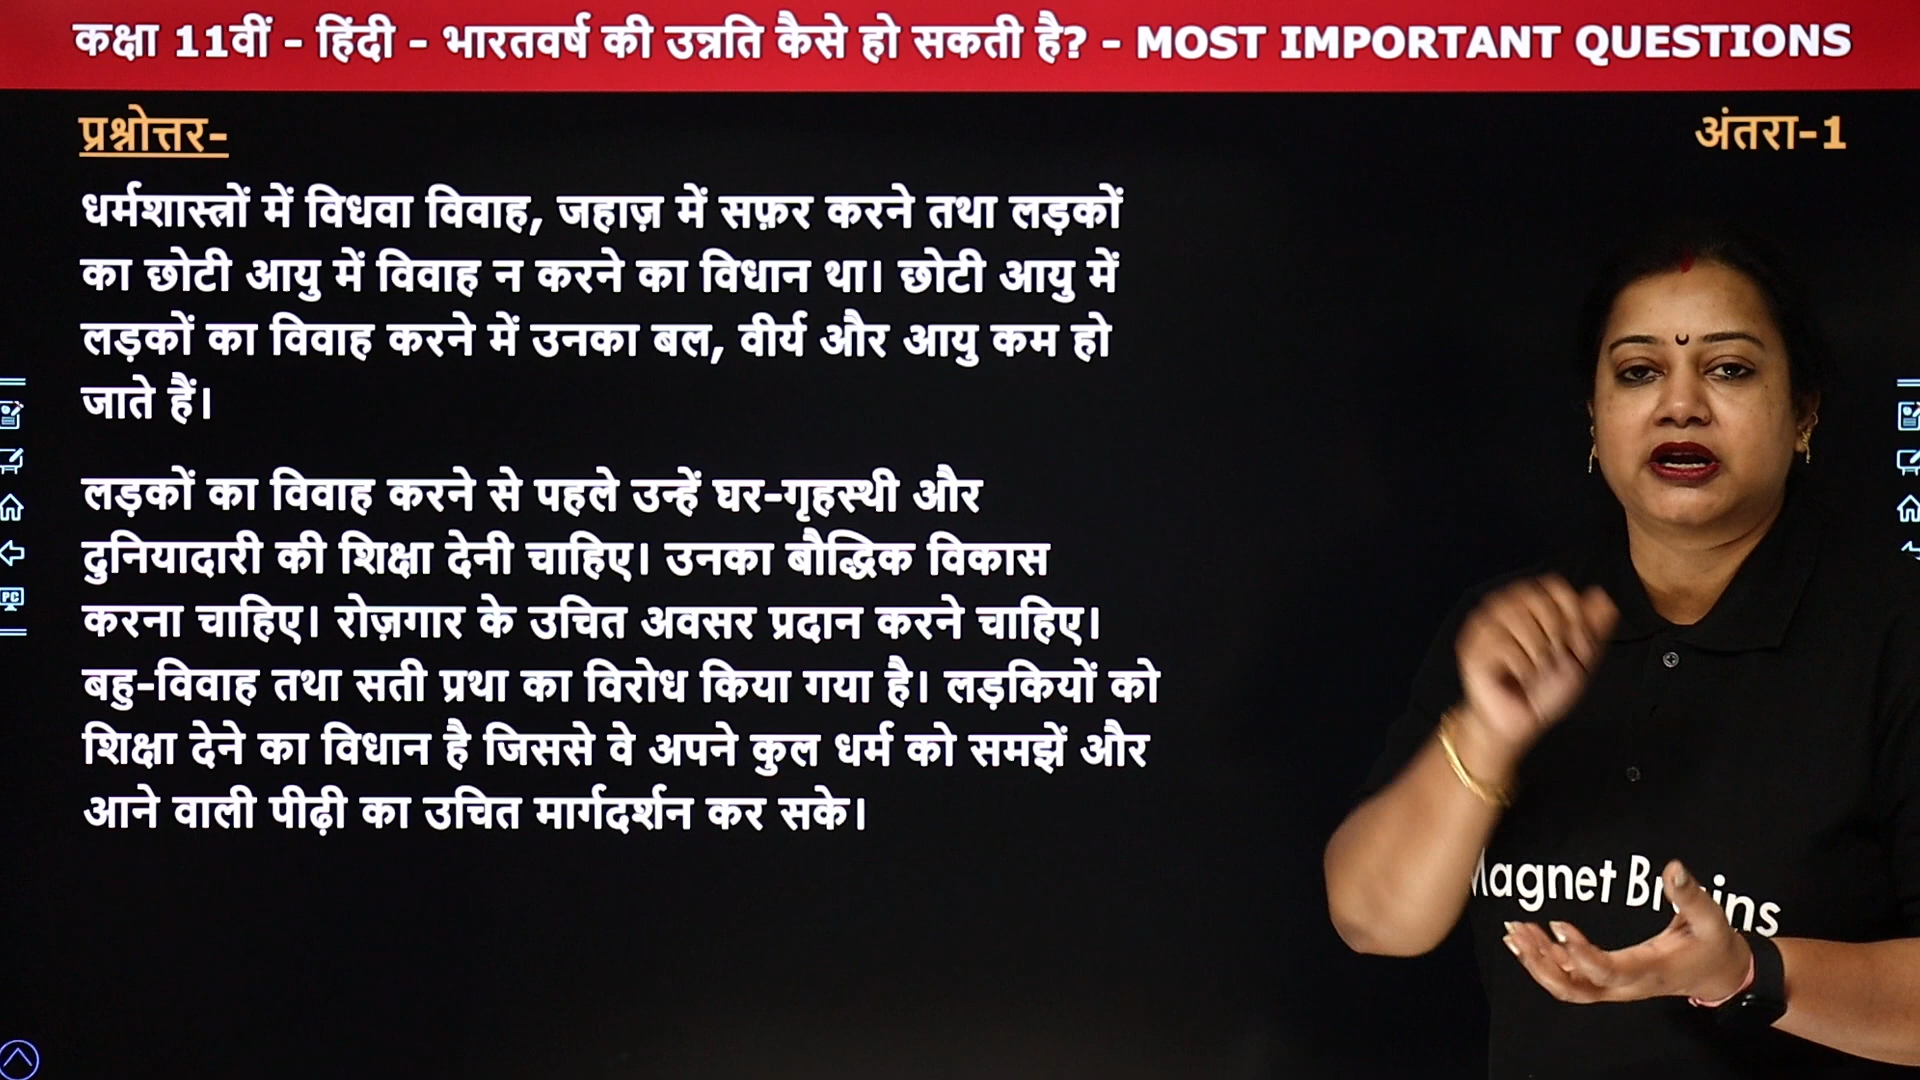 कक्षा 11वीं - हिंदी - भारतवर्ष की उन्नति कैसे हो सकती है? - MOST IMPORTANT QUESTIONS
प्रश्नोत्तर-
अंतरा-1
धर्मशास्त्रों में विधवा विवाह, जहाज़ में सफ़र करने तथा लड़कों
का छोटी आयु में विवाह न करने का विधान था। छोटी आयु में
लड़कों का विवाह करने में उनका बल, वीर्य और आयु कम हो
जाते हैं।
लड़कों का विवाह करने से पहले उन्हें घर-गृहस्थी और
दुनियादारी की शिक्षा देनी चाहिए। उनका बौद्धिक विकास
करना चाहिए। रोज़गार के उचित अवसर प्रदान करने चाहिए।
बहु-विवाह तथा सती प्रथा का विरोध किया गया है। लड़कियों को
शिक्षा देने का विधान है जिससे वे अपने कुल धर्म को समझें और
आने वाली पीढ़ी का उचित मार्गदर्शन कर सके।
PC
Magnet Brains